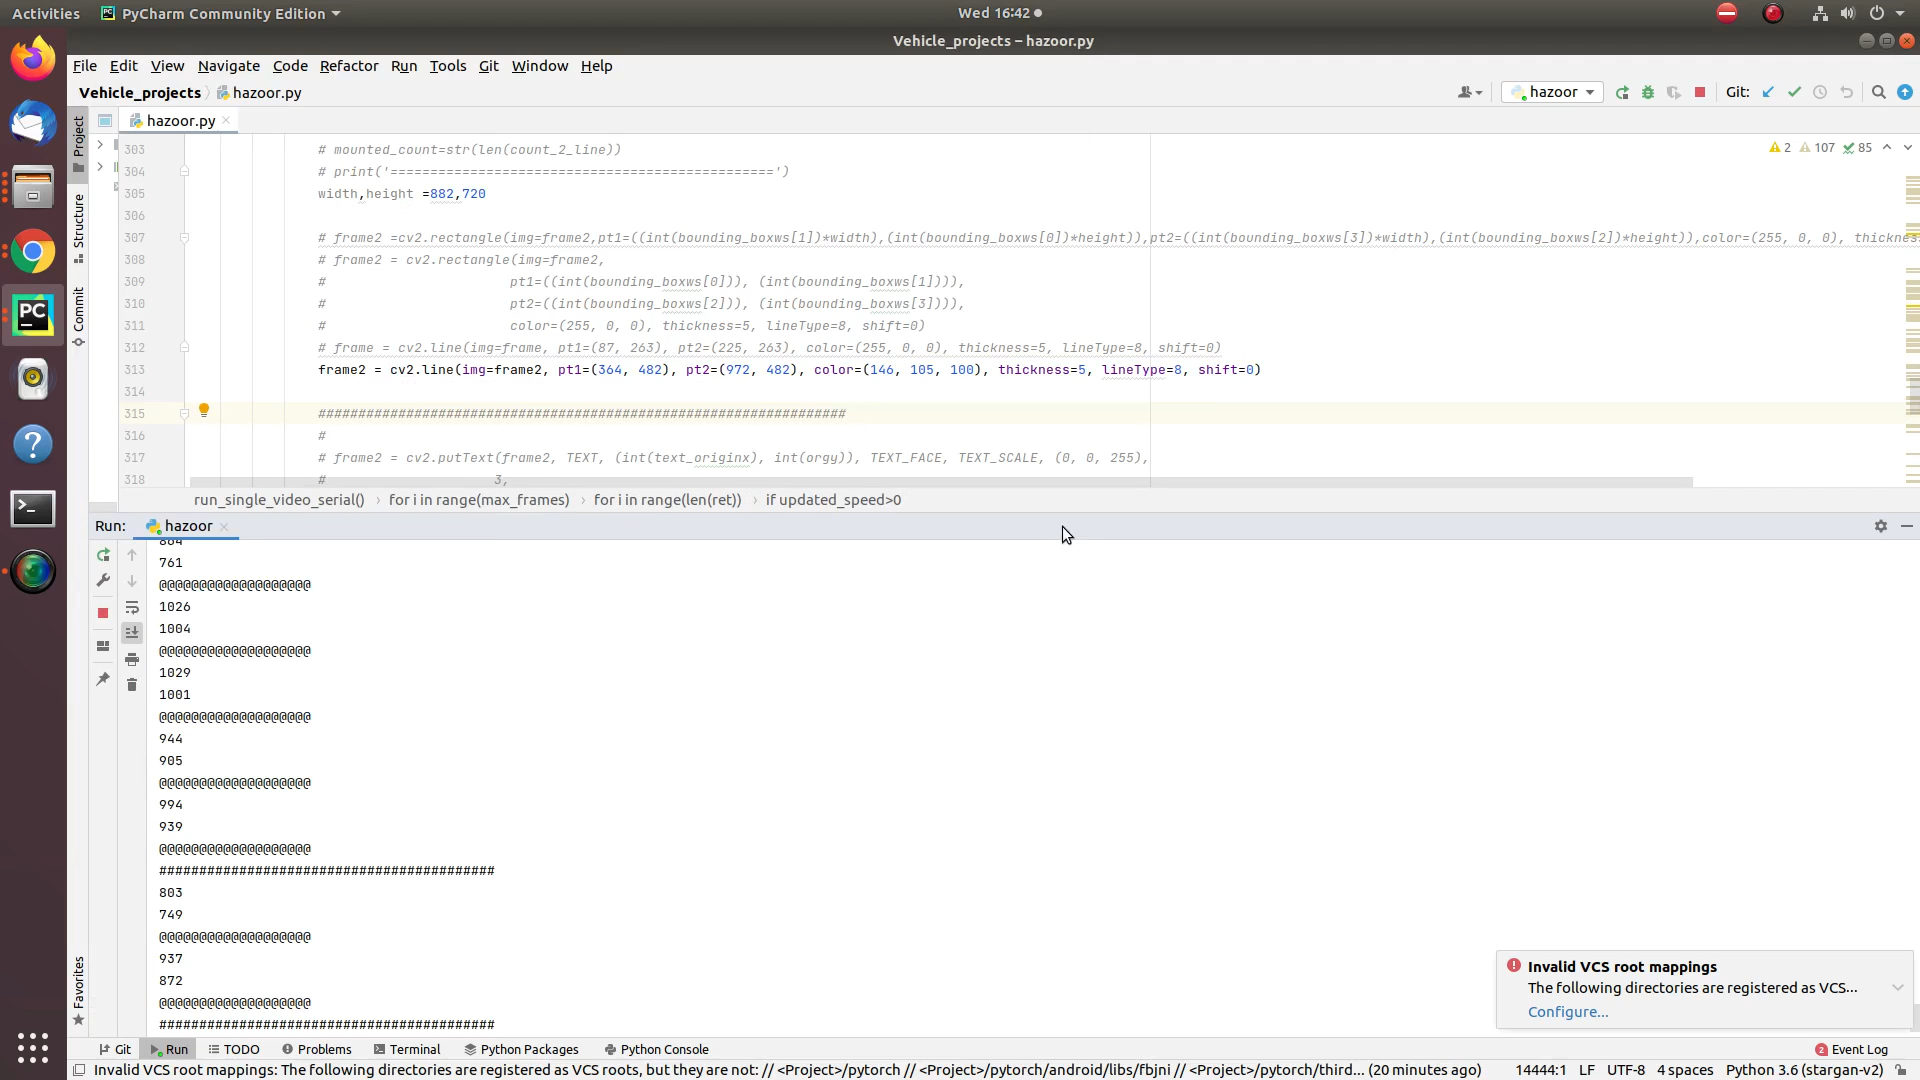 Activities
PyCharm Community Edition
Wed 16:42
Vehicle_projects – hazoor.py
File Edit View Navigate Code Refactor Run Tools Git Window Help
Vehicle_projects hazoor.py
hazoor
Git:
Project
Structure
Commit
Favorites
hazoor.py
2 107 85
303 # mounted_count=str(len(count_2_line))
304 # print('================================================')
305 width,height =882,720
306
307 # frame2 =cv2.rectangle(img=frame2,pt1=((int(bounding_boxws[1])*width),(int(bounding_boxws[0])*height)),pt2=((int(bounding_boxws[3])*width),(int(bounding_boxws[2])*height)),color=(255, 0, 0), thicknes
308 # frame2 = cv2.rectangle(img=frame2,
309 # pt1=((int(bounding_boxws[0])), (int(bounding_boxws[1]))),
310 # pt2=((int(bounding_boxws[2])), (int(bounding_boxws[3]))),
311 # color=(255, 0, 0), thickness=5, lineType=8, shift=0)
312 # frame = cv2.line(img=frame, pt1=(87, 263), pt2=(225, 263), color=(255, 0, 0), thickness=5, lineType=8, shift=0)
313 frame2 = cv2.line(img=frame2, pt1=(364, 482), pt2=(972, 482), color=(146, 105, 100), thickness=5, lineType=8, shift=0)
314
315 ##################################################################
316 #
317 # frame2 = cv2.putText(frame2, TEXT, (int(text_originx), int(orgy)), TEXT_FACE, TEXT_SCALE, (0, 0, 255),
318 # 3,
run_single_video_serial() › for i in range(max_frames) › for i in range(len(ret)) › if updated_speed>0
Run: hazoor
864
761
@@@@@@@@@@@@@@@@@@@
1026
1004
@@@@@@@@@@@@@@@@@@@
1029
1001
@@@@@@@@@@@@@@@@@@@
944
905
@@@@@@@@@@@@@@@@@@@
994
939
@@@@@@@@@@@@@@@@@@@
##########################################
803
749
@@@@@@@@@@@@@@@@@@@
937
872
@@@@@@@@@@@@@@@@@@@
##########################################
Invalid VCS root mappings
The following directories are registered as VCS...
Configure...
Git Run TODO Problems Terminal Python Packages Python Console
2 Event Log
Invalid VCS root mappings: The following directories are registered as VCS roots, but they are not: // <Project>/pytorch // <Project>/pytorch/android/libs/fbjni // <Project>/pytorch/third... (20 minutes ago)
14444:1 LF UTF-8 4 spaces Python 3.6 (stargan-v2)